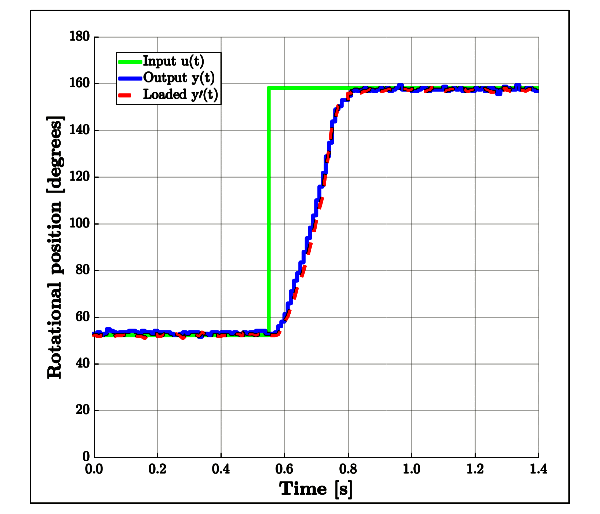 180
160
140
120
100
80
60
40
20
0
Rotational position [degrees]
Input u(t)
Output y(t)
Loaded y′(t)
0.0 0.2 0.4 0.6 0.8 1.0 1.2 1.4
Time [s]